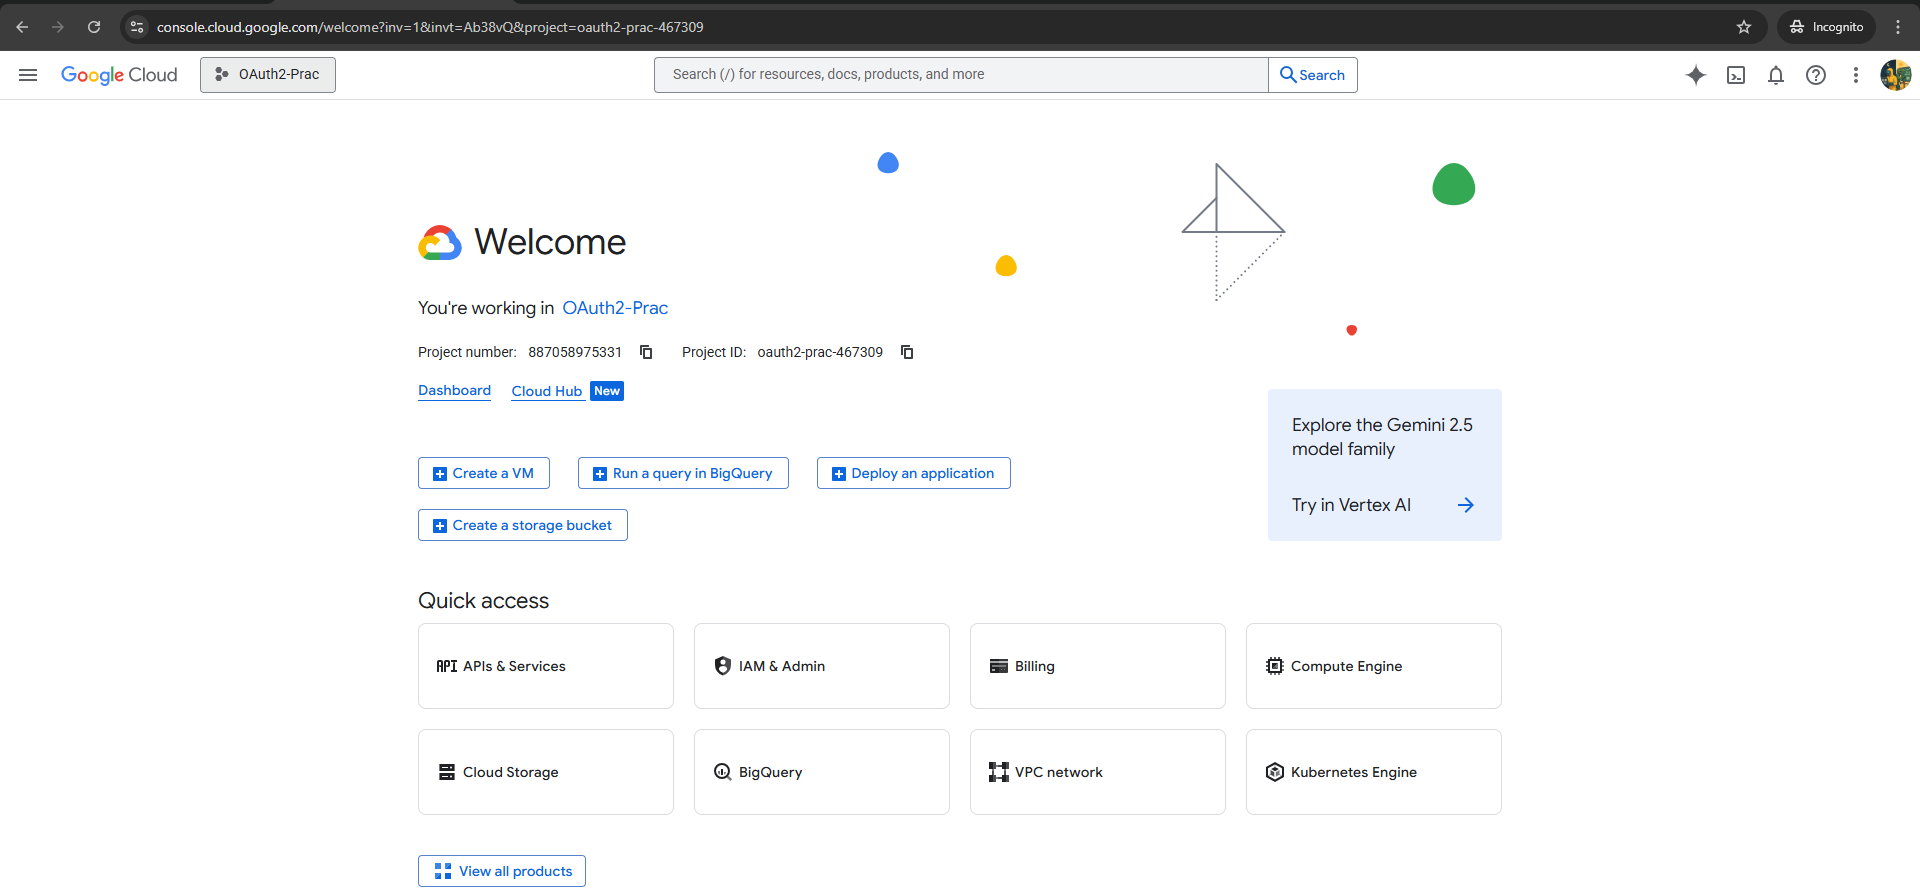 console.cloud.google.com/welcome?inv=1&invt=Ab38vQ&project=oauth2-prac-467309
Incognito
Google Cloud
OAuth2-Prac
Search (/) for resources, docs, products, and more
Search
Welcome
You're working in OAuth2-Prac
Project number: 887058975331 Project ID: oauth2-prac-467309
Dashboard Cloud Hub New
Explore the Gemini 2.5
model family
Try in Vertex AI
Create a VM
Run a query in BigQuery
Deploy an application
Create a storage bucket
Quick access
API APIs & Services
IAM & Admin
Billing
Compute Engine
Cloud Storage
BigQuery
VPC network
Kubernetes Engine
View all products